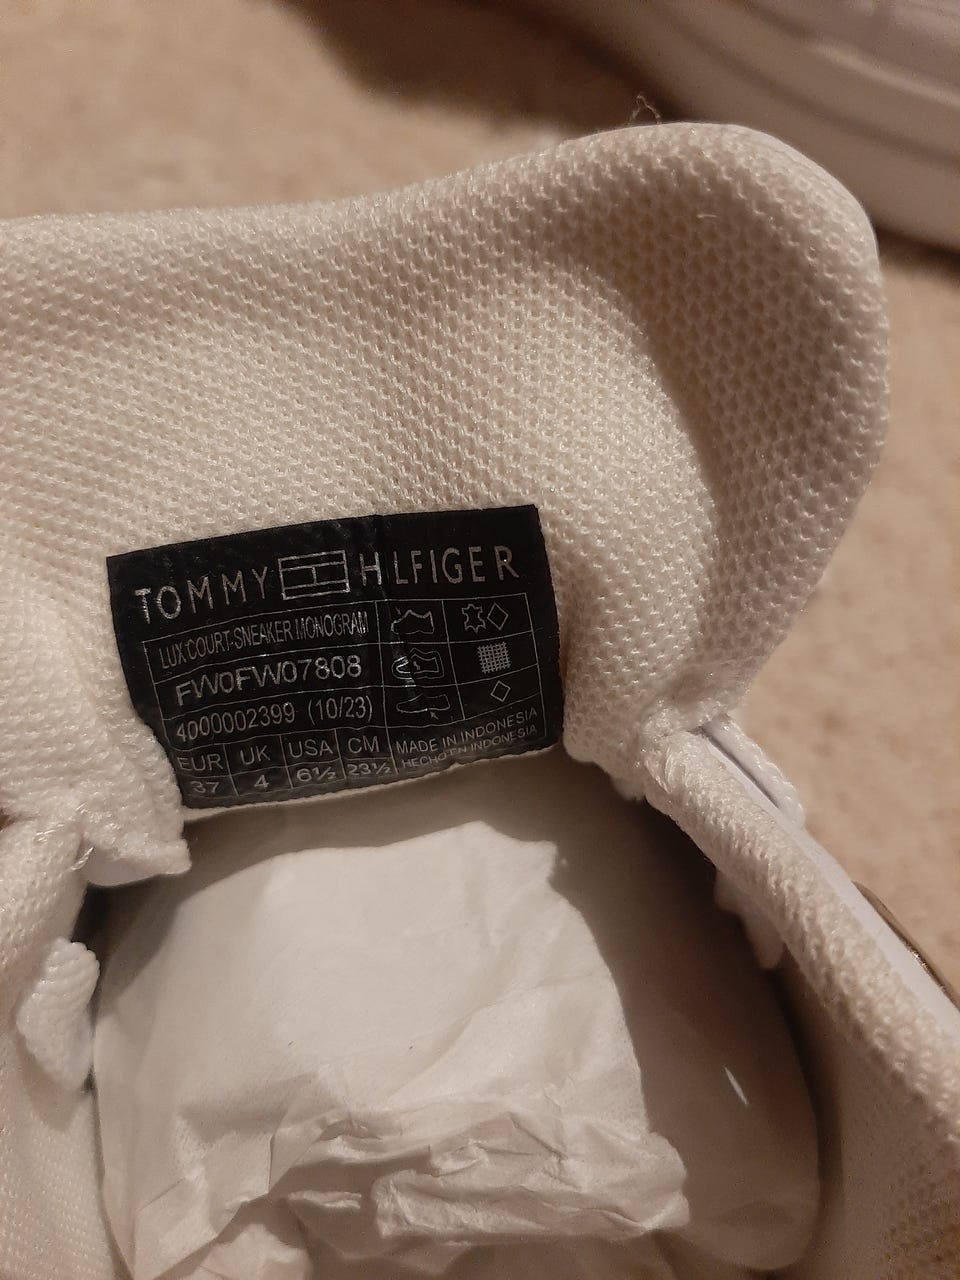 TOMMY HILFIGER
LUX COURT SNEAKER MONOGRAM
FW0FW07808
4000002399 (10/23)
EUR UK USA CM MADE IN INDONESIA
37 4 6½ 23½ HECHO EN INDONESIA